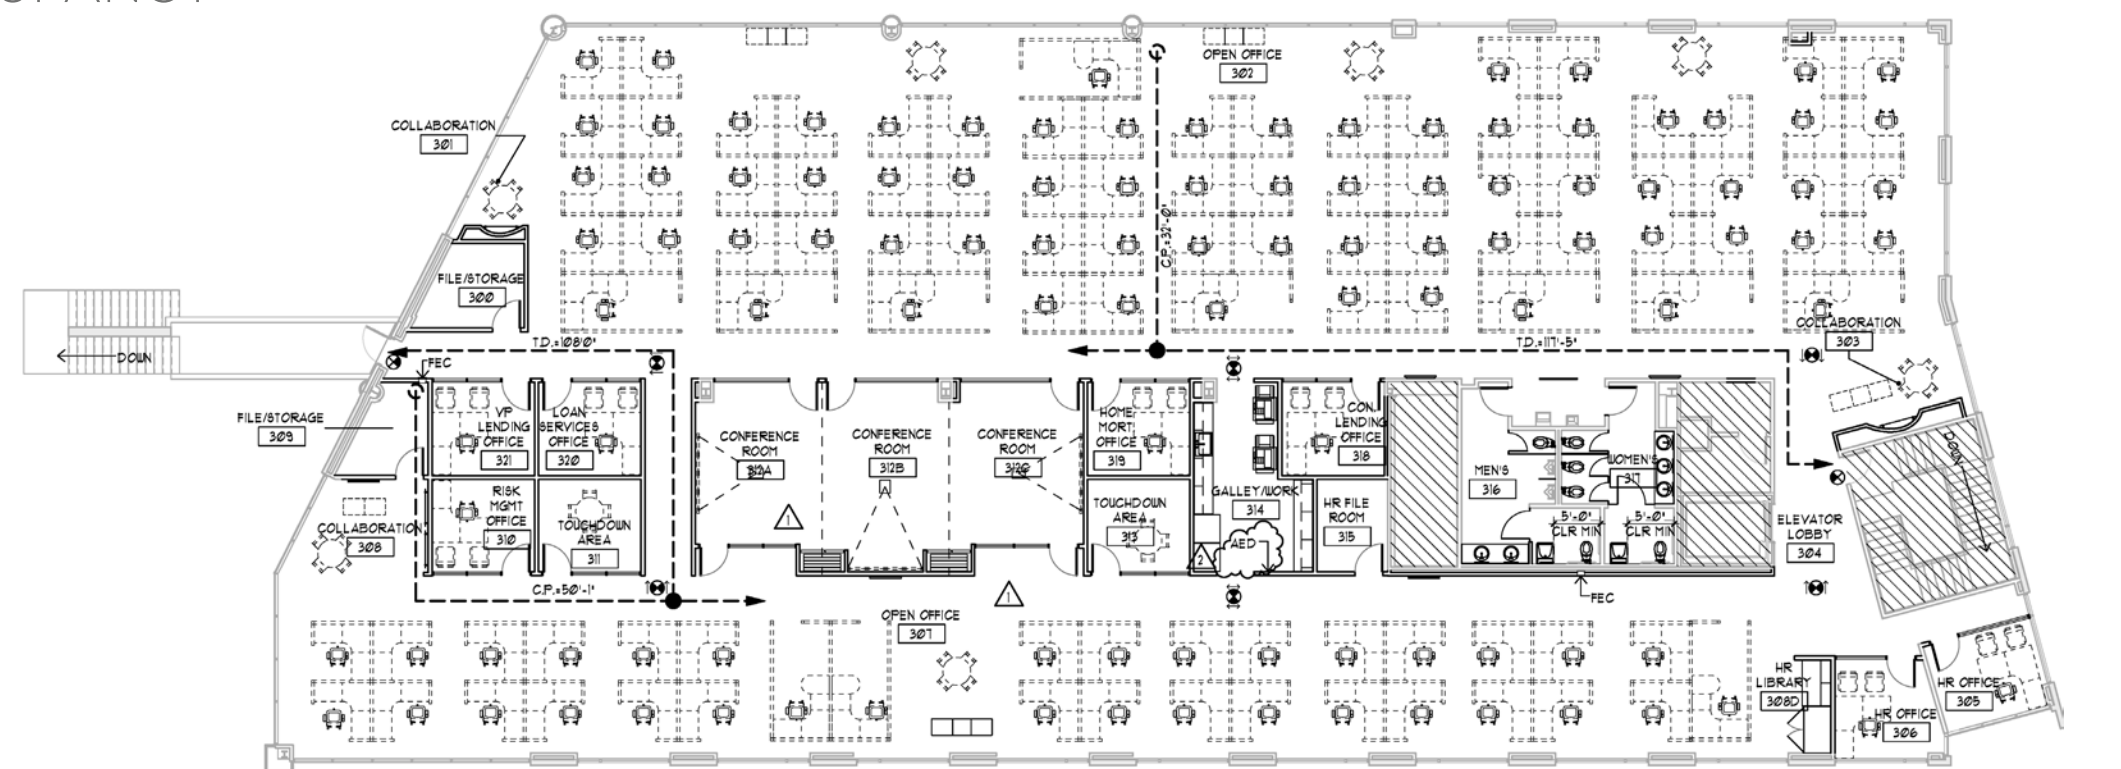 COLLABORATION
301
OPEN OFFICE
302
C.P.=32'-0"
FILE/STORAGE
300
DOWN
T.D.=108'0"
FEC
T.D.=117'-5"
COLLABORATION
303
FILE/STORAGE
309
VP
LENDING
OFFICE
321
LOAN
SERVICES
OFFICE
320
CONFERENCE
ROOM
312A
CONFERENCE
ROOM
312B
CONFERENCE
ROOM
312C
HOME
MORT
OFFICE
319
CON.
LENDING
OFFICE
318
MEN'S
316
WOMEN'S
317
DOWN
RISK
MGMT
OFFICE
310
TOUCHDOWN
AREA
311
1
TOUCHDOWN
AREA
313
GALLEY/WORK
314
HR FILE
ROOM
315
5'-0"
CLR MIN
5'-0"
CLR MIN
ELEVATOR
LOBBY
304
COLLABORATION
308
AED
2
C.P.=50'-1"
1
FEC
OPEN OFFICE
307
HR
LIBRARY
308D
HR OFFICE
305
HR OFFICE
306